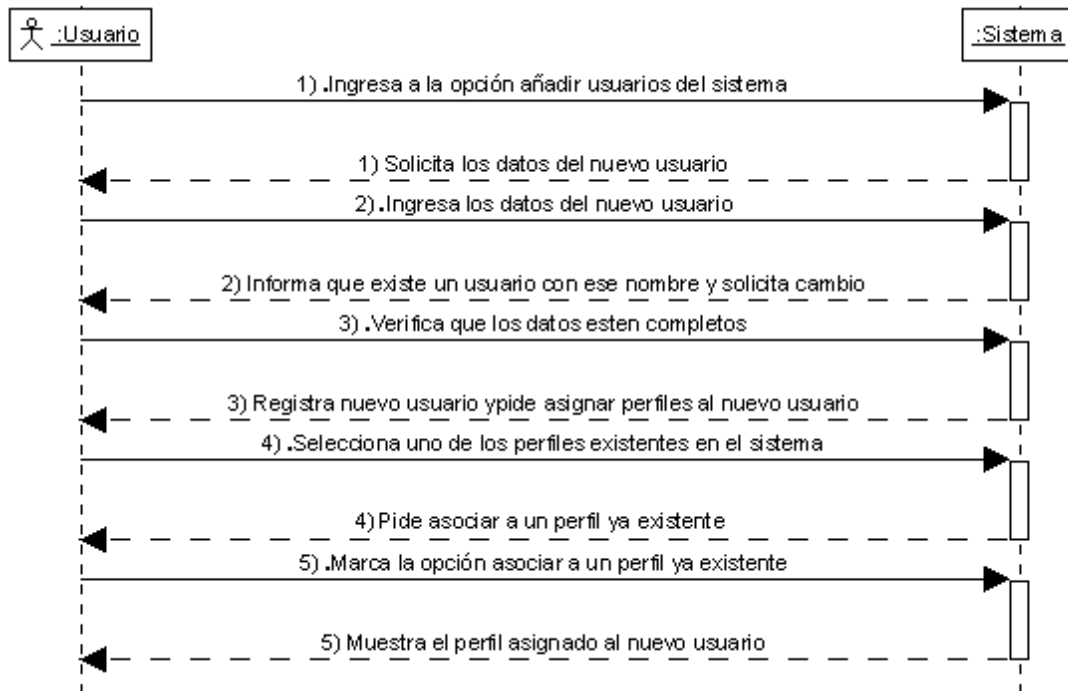 :Usuario
:Sistema
1) .Ingresa a la opción añadir usuarios del sistema
1) Solicita los datos del nuevo usuario
2) .Ingresa los datos del nuevo usuario
2) Informa que existe un usuario con ese nombre y solicita cambio
3) .Verifica que los datos esten completos
3) Registra nuevo usuario ypide asignar perfiles al nuevo usuario
4) .Selecciona uno de los perfiles existentes en el sistema
4) Pide asociar a un perfil ya existente
5) .Marca la opción asociar a un perfil ya existente
5) Muestra el perfil asignado al nuevo usuario